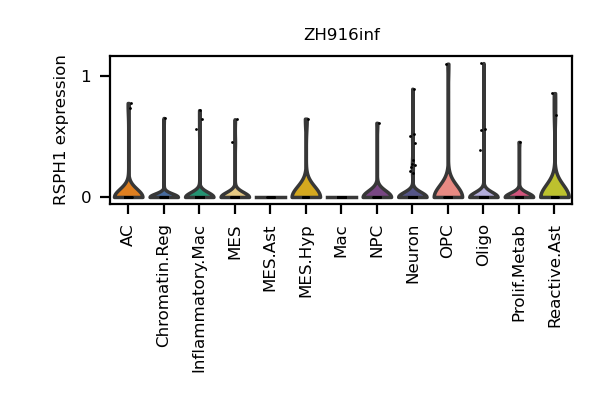 ZH916inf
RSPH1 expression
1
0
AC
Chromatin.Reg
Inflammatory.Mac
MES
MES.Ast
MES.Hyp
Mac
NPC
Neuron
OPC
Oligo
Prolif.Metab
Reactive.Ast